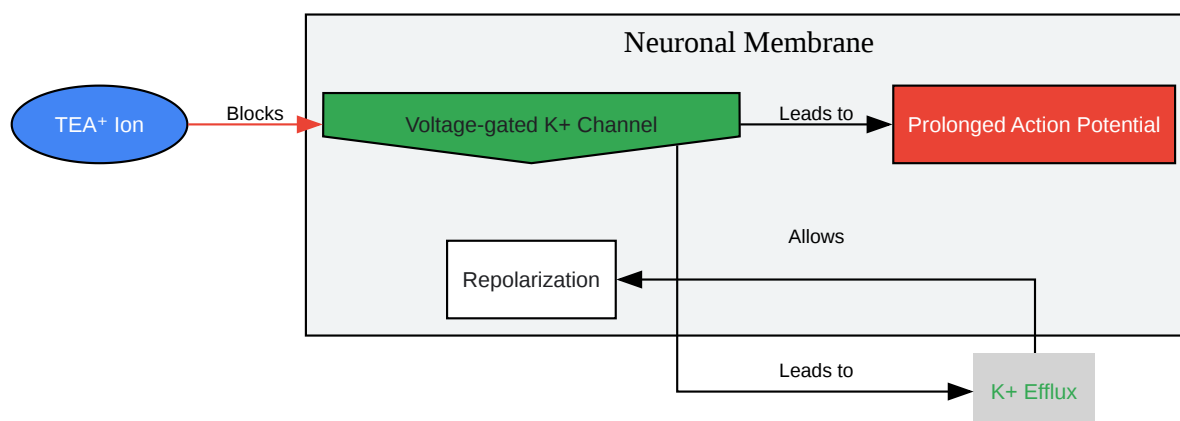 Neuronal Membrane
TEA⁺ Ion
Blocks
Voltage-gated K+ Channel
Leads to
Prolonged Action Potential
Allows
Repolarization
Leads to
K+ Efflux